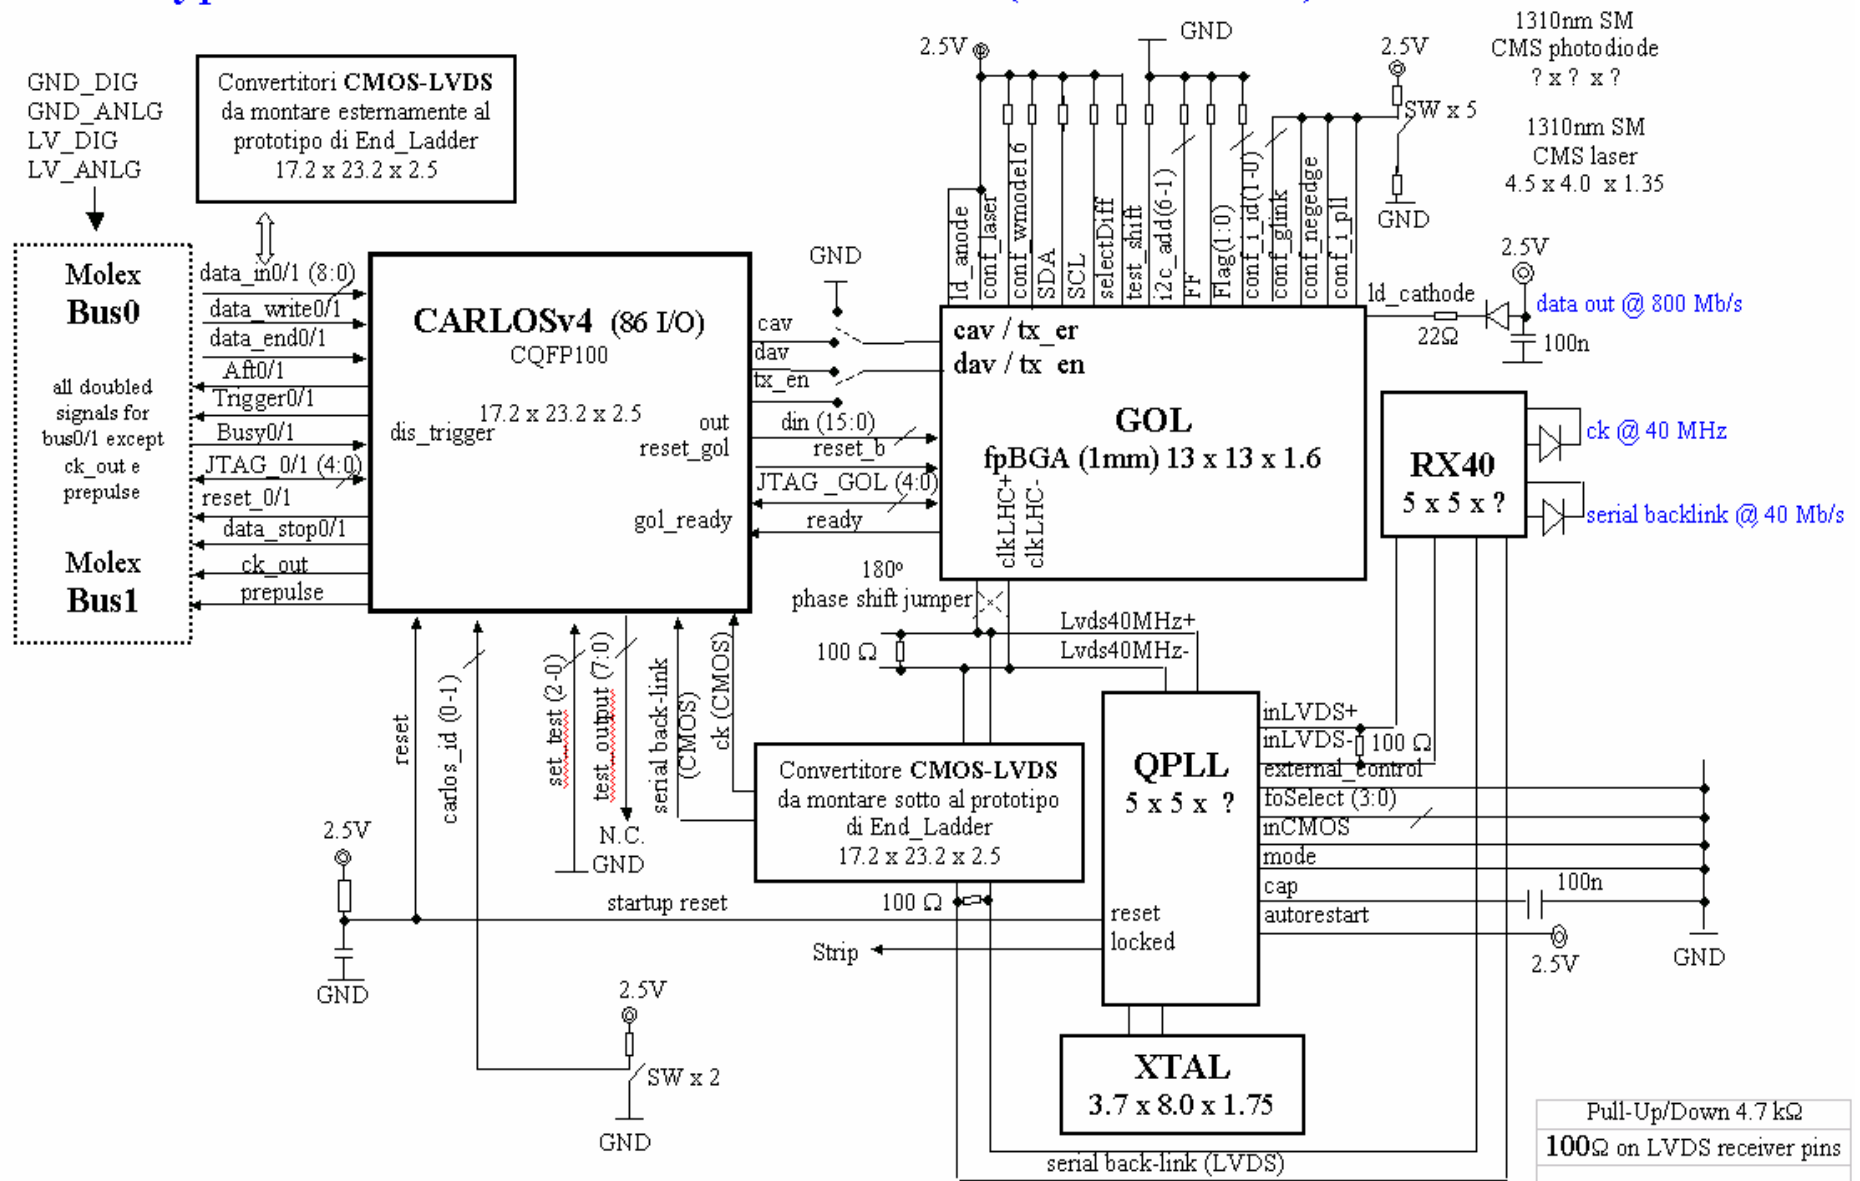 GND_DIG
GND_ANLG
LV_DIG
LV_ANLG
Convertitori CMOS-LVDS
da montare esternamente al
prototipo di End_Ladder
17.2 x 23.2 x 2.5
Molex
Bus0
all doubled
signals for
bus0/1 except
ck_out e
prepulse
Molex
Bus1
data_in0/1 (8:0)
data_write0/1
data_end0/1
Aft0/1
Trigger0/1
Busy0/1
JTAG_0/1 (4:0)
reset_0/1
data_stop0/1
ck_out
prepulse
CARLOSv4 (86 I/O)
CQFP100
17.2 x 23.2 x 2.5
dis_trigger
out
reset_gol
gol_ready
GND
cav
dav
tx_en
din (15:0)
reset_b
JTAG _GOL (4:0)
ready
2.5V
GND
2.5V
SW x 5
GND
1310nm SM
CMS photodiode
? x ? x ?
1310nm SM
CMS laser
4.5 x 4.0 x 1.35
ld_anode
conf_laser
conf_wmode16
SDA
SCL
selectDiff
test_shift
i2c_add(6-1)
FF
Flag(1:0)
conf_i_id(1-0)
conf_glink
conf_negedge
conf_i_pll
cav / tx_er
dav / tx_en
GOL
fpBGA (1mm) 13 x 13 x 1.6
clkLHC+
clkLHC-
ld_cathode
22Ω
2.5V
100n
data out @ 800 Mb/s
RX40
5 x 5 x ?
ck @ 40 MHz
serial backlink @ 40 Mb/s
180º
phase shift jumper
100 Ω
Lvds40MHz+
Lvds40MHz-
reset
carlos_id (0-1)
set_test (2-0)
test_output (7:0)
serial back-link
(CMOS)
ck (CMOS)
N.C.
GND
Convertitore CMOS-LVDS
da montare sotto al prototipo
di End_Ladder
17.2 x 23.2 x 2.5
100 Ω
QPLL
5 x 5 x ?
reset
locked
inLVDS+
inLVDS-
100 Ω
external_control
foSelect (3:0)
inCMOS
mode
cap
100n
autorestart
2.5V
GND
2.5V
startup reset
GND
Strip
2.5V
SW x 2
GND
XTAL
3.7 x 8.0 x 1.75
serial back-link (LVDS)
Pull-Up/Down 4.7 kΩ
100Ω on LVDS receiver pins